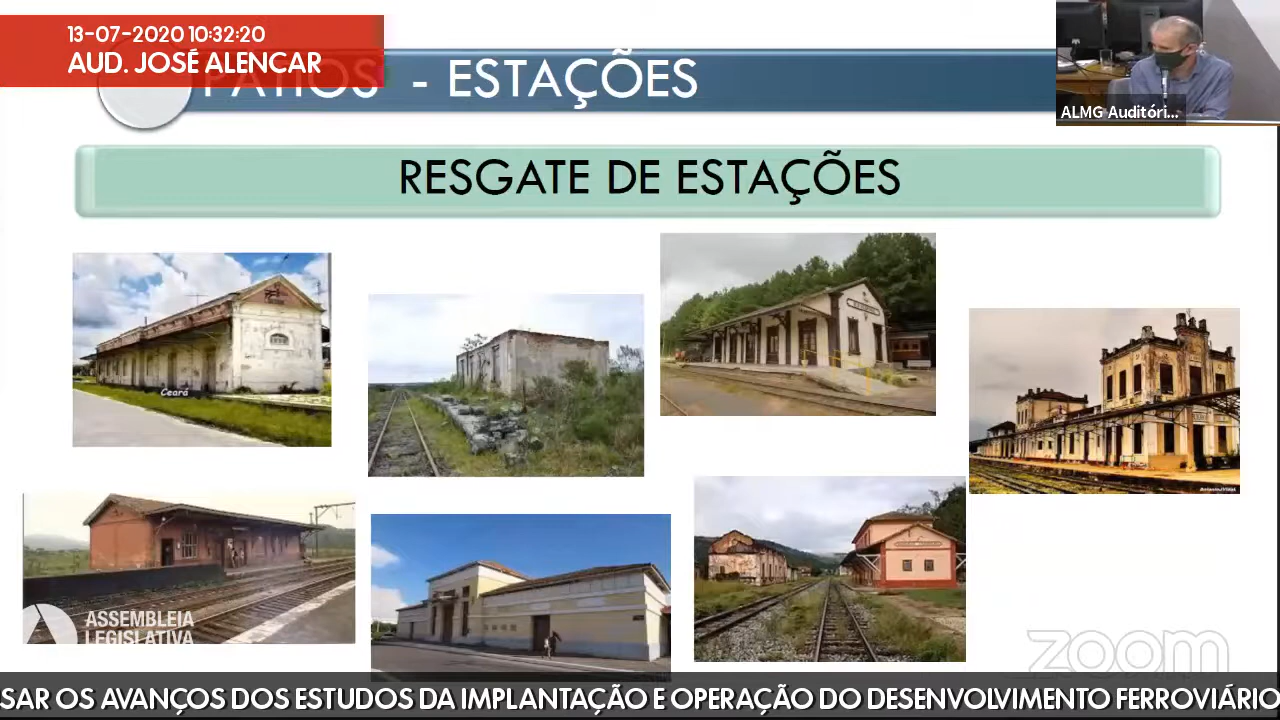 13-07-2020 10:32:20
AUD. JOSÉ ALENCAR
PÁTIOS - ESTAÇÕES
ALMG Auditóri...
RESGATE DE ESTAÇÕES
Ceará
ASSEMBLEIA
LEGISLATIVA
zoom
SAR OS AVANÇOS DOS ESTUDOS DA IMPLANTAÇÃO E OPERAÇÃO DO DESENVOLVIMENTO FERROVIÁRIO